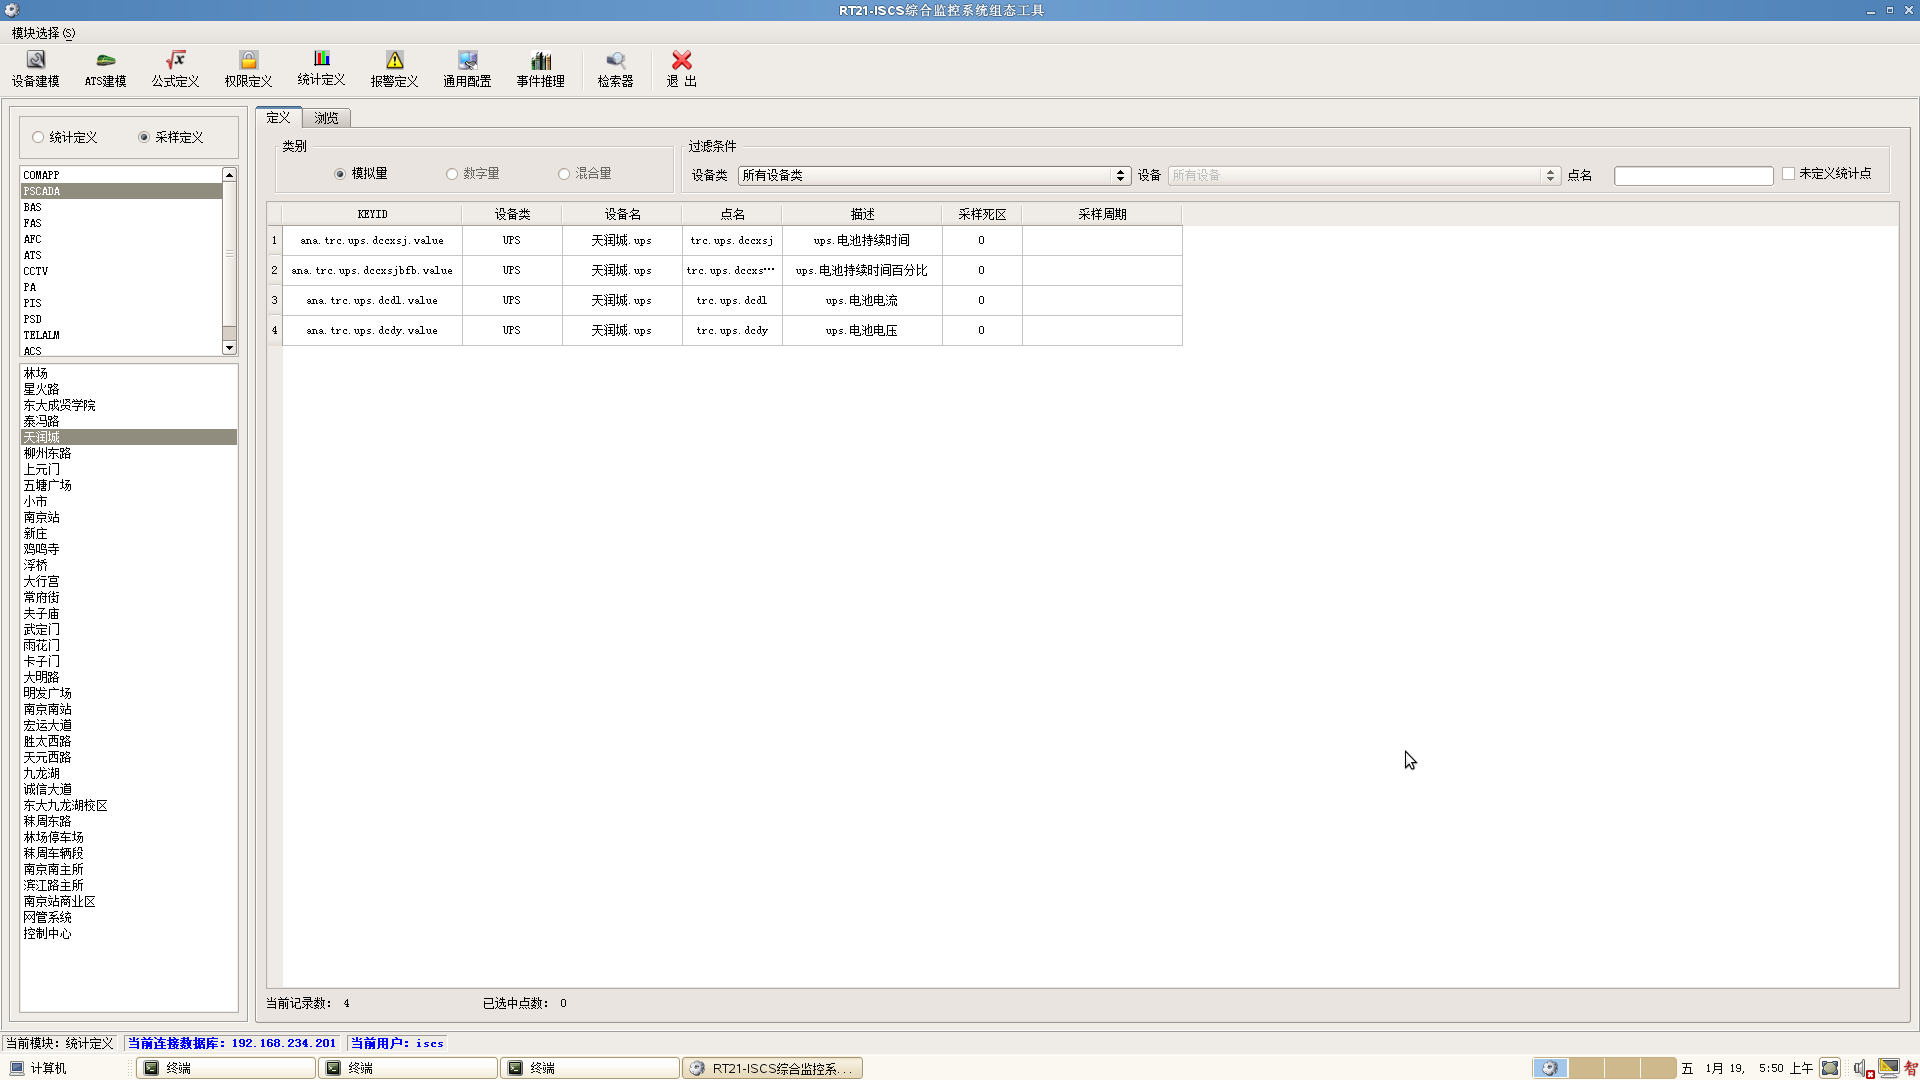 RT21-ISCS综合监控系统组态工具
模块选择(S)
设备建模 ATS建模 公式定义 权限定义 统计定义 报警定义 通用配置 事件推理 检索器 退 出
统计定义 采样定义
COMAPP
PSCADA
BAS
FAS
AFC
ATS
CCTV
PA
PIS
PSD
TELALM
ACS
林场
星火路
东大成贤学院
泰冯路
天润城
柳州东路
上元门
五塘广场
小市
南京站
新庄
鸡鸣寺
浮桥
大行宫
常府街
夫子庙
武定门
雨花门
卡子门
大明路
明发广场
南京南站
宏运大道
胜太西路
天元西路
九龙湖
诚信大道
东大九龙湖校区
秣周东路
林场停车场
秣周车辆段
南京南主所
滨江路主所
南京站商业区
网管系统
控制中心
定义 浏览
类别
模拟量 数字量 混合量
过滤条件
设备类 所有设备类 设备 所有设备 点名 未定义统计点
KEYID 设备类 设备名 点名 描述 采样死区 采样周期
1 ana.trc.ups.dccxsj.value UPS 天润城.ups trc.ups.dccxsj ups.电池持续时间 0
2 ana.trc.ups.dccxsjbfb.value UPS 天润城.ups trc.ups.dccxs… ups.电池持续时间百分比 0
3 ana.trc.ups.dcdl.value UPS 天润城.ups trc.ups.dcdl ups.电池电流 0
4 ana.trc.ups.dcdy.value UPS 天润城.ups trc.ups.dcdy ups.电池电压 0
当前记录数: 4 已选中点数: 0
当前模块: 统计定义 当前连接数据库: 192.168.234.201 当前用户: iscs
计算机 终端 终端 终端 RT21-ISCS综合监控系... 五 1月 19, 5:50 上午 智